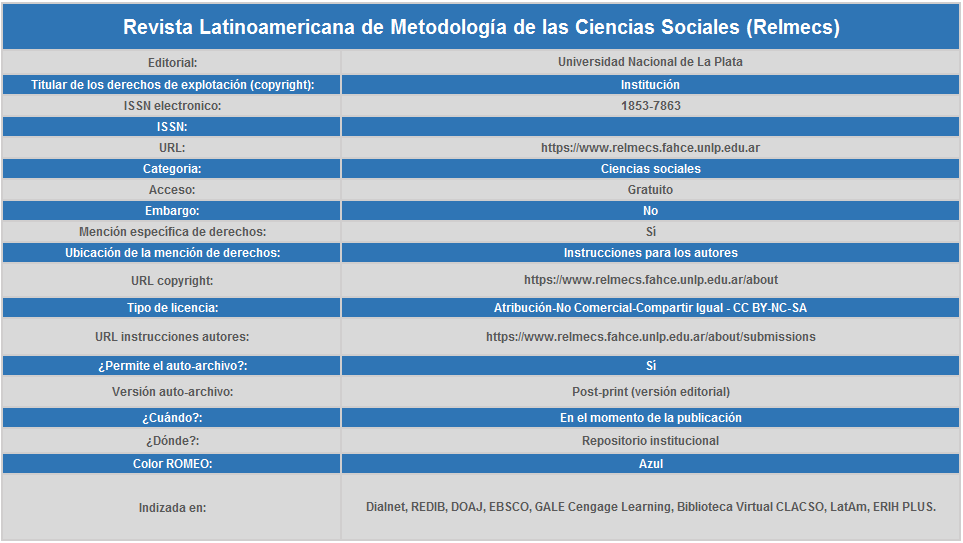 Revista Latinoamericana de Metodología de las Ciencias Sociales (Relmecs)
Editorial: Universidad Nacional de La Plata
Titular de los derechos de explotación (copyright): Institución
ISSN electronico: 1853-7863
ISSN:
URL: https://www.relmecs.fahce.unlp.edu.ar
Categoria: Ciencias sociales
Acceso: Gratuito
Embargo: No
Mención específica de derechos: Sì
Ubicación de la mención de derechos: Instrucciones para los autores
URL copyright: https://www.relmecs.fahce.unlp.edu.ar/about
Tipo de licencia: Atribución-No Comercial-Compartir Igual - CC BY-NC-SA
URL instrucciones autores: https://www.relmecs.fahce.unlp.edu.ar/about/submissions
¿Permite el auto-archivo?: Sì
Versión auto-archivo: Post-print (versión editorial)
¿Cuándo?: En el momento de la publicación
¿Dónde?: Repositorio institucional
Color ROMEO: Azul
Indizada en: Dialnet, REDIB, DOAJ, EBSCO, GALE Cengage Learning, Biblioteca Virtual CLACSO, LatAm, ERIH PLUS.